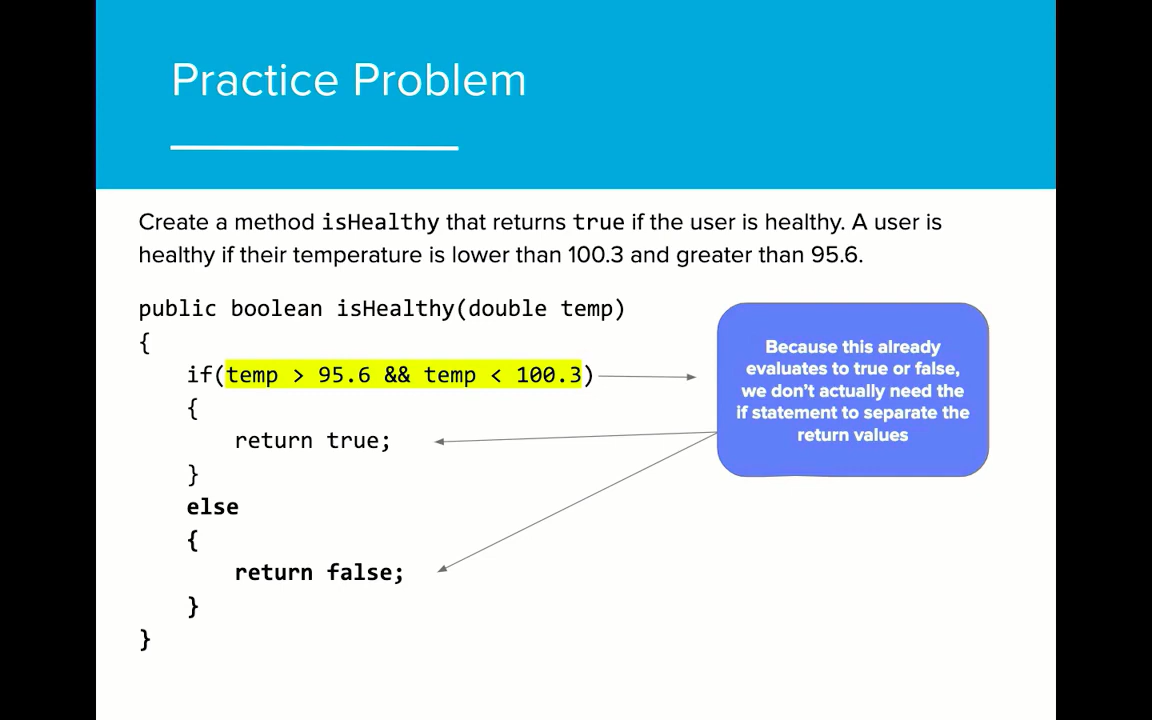 Practice Problem
Create a method isHealthy that returns true if the user is healthy. A user is
healthy if their temperature is lower than 100.3 and greater than 95.6.
public boolean isHealthy(double temp)
{
if(temp > 95.6 && temp < 100.3)
{
return true;
}
else
{
return false;
}
}
Because this already
evaluates to true or false,
we don’t actually need the
if statement to separate the
return values